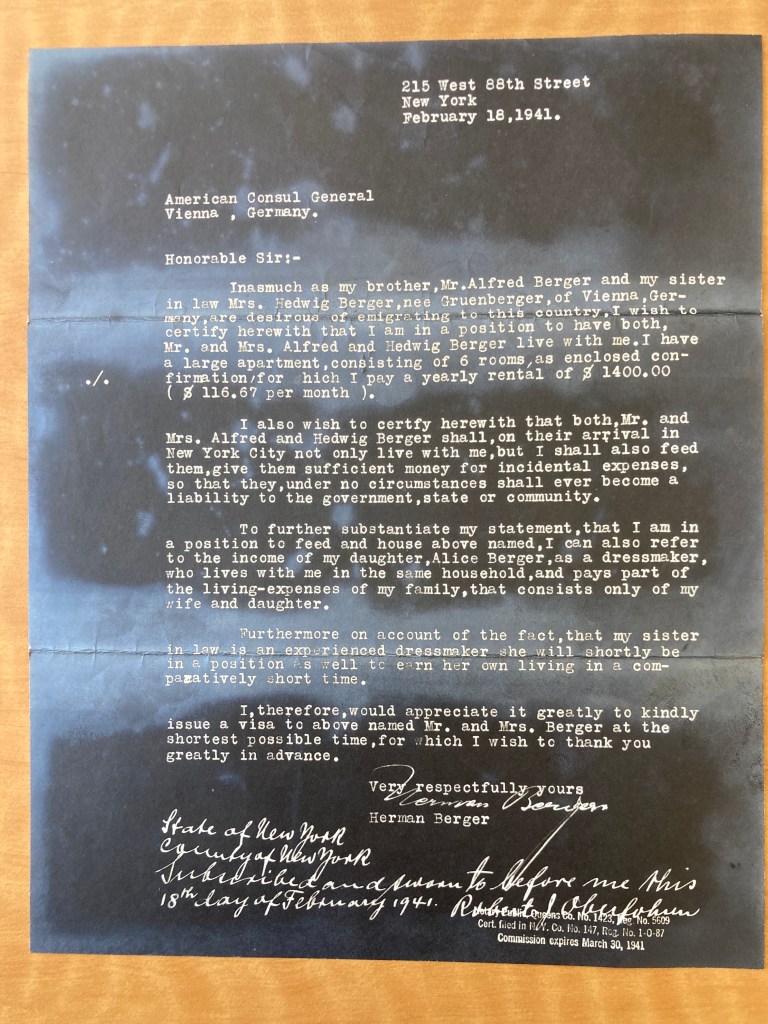 215 West 88th Street
New York
February 18,1941.
American Consul General
Vienna , Germany.
Honorable Sir:-
Inasmuch as my brother,Mr.Alfred Berger and my sister
in law Mrs. Hedwig Berger,nee Gruenberger,of Vienna,Ger-
many,are desirous of emigrating to this country,I wish to
certify herewith that I am in a position to have both,
Mr. and Mrs. Alfred and Hedwig Berger live with me.I have
a large apartment,consisting of 6 rooms,as enclosed con-
./. firmation/for hich I pay a yearly rental of $ 1400.00
( $ 116.67 per month ).
I also wish to certfy herewith that both,Mr. and
Mrs. Alfred and Hedwig Berger shall,on their arrival in
New York City not only live with me,but I shall also feed
them,give them sufficient money for incidental expenses,
so that they,under no circumstances shall ever become a
liability to the government,state or community.
To further substantiate my statement,that I am in
a position to feed and house above named,I can also refer
to the income of my daughter,Alice Berger,as a dressmaker,
who lives with me in the same household,and pays part of
the living-expenses of my family,that consists only of my
wife and daughter.
Furthermore on account of the fact,that my sister
in law is an experienced dressmaker she will shortly be
in a position as well to earn her own living in a com-
paratively short time.
I,therefore,would appreciate it greatly to kindly
issue a visa to above named Mr. and Mrs. Berger at the
shortest possible time,for which I wish to thank you
greatly in advance.
Very respectfully yours
Herman Berger
Herman Berger
State of New York
County of New York
Subscribed and sworn to before me this
18th day of February 1941. Robert J.
Notary Public, Queens Co. No. 1423, Reg. No. 5609
Cert. filed in N.Y. Co. No. 147, Reg. No. 1-0-87
Commission expires March 30, 1941